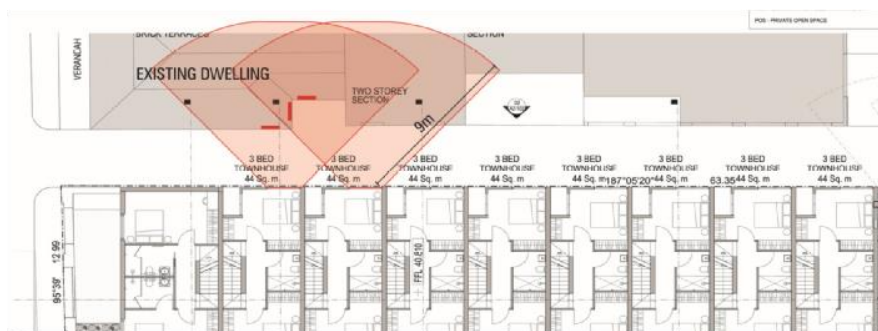 POS - PRIVATE OPEN SPACE
BRICK TERRACES
SECTION
VERANDAH
EXISTING DWELLING
TWO STOREY
SECTION
9m
3 BED
TOWNHOUSE
44 Sq. m
3 BED
TOWNHOUSE
44 Sq. m
3 BED
TOWNHOUSE
44 Sq. m
3 BED
TOWNHOUSE
44 Sq. m
3 BED
TOWNHOUSE
44 Sq. m
3 BED
TOWNHOUSE
44 Sq. m
3 BED
TOWNHOUSE
44 Sq. m
3 BED
TOWNHOUSE
44 Sq. m
187°05'20"
63.35
12.99
95°39'
FFL 40.810